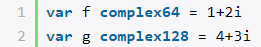 1 var f complex64 = 1+2i
2 var g complex128 = 4+3i